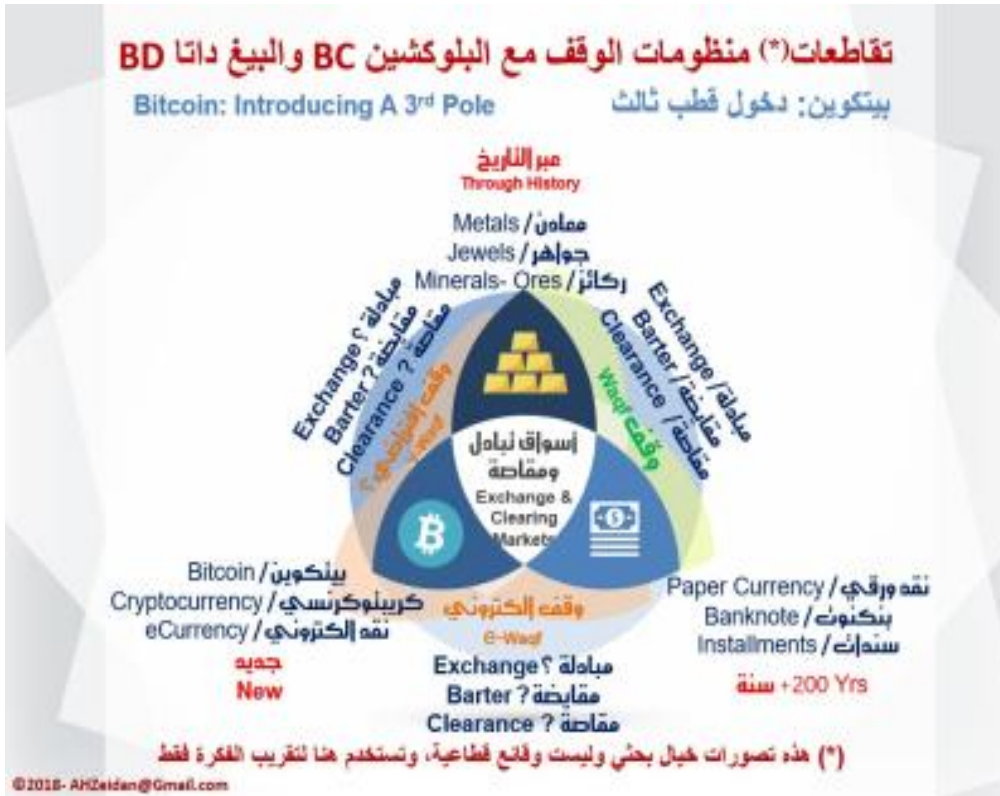 تقاطعات(*) منظومات الوقف مع البلوكشين BC والبيغ داتا BD
بيتكوين: دخول قطب ثالث
Bitcoin: Introducing A 3rd Pole
عبر التاريخ
Through History
معادن/ Metals
جواهر/ Jewels
ركائز/ Minerals- Ores
مبادلة ? Exchange
مقايضة ? Barter
مقاصة ? Clearance
وقف إفتراضي ؟
مبادلة/ Exchange
مقايضة/ Barter
مقاصة/ Clearance
Waqf وقف
أسواق تبادل
ومقاصة
Exchange &
Clearing
Markets
بيتكوين/ Bitcoin
كريبتوكرنسي/ Cryptocurrency
نقد إلكتروني/ eCurrency
جديد
New
وقف إلكتروني
e-Waqf
مبادلة ? Exchange
مقايضة ? Barter
مقاصة ? Clearance
نقد ورقي/ Paper Currency
بنكنوت/ Banknote
سندات/ Installments
+200 Yrs سنة
(*) هذه تصورات خيال بحثي وليست وقائع قطاعية، وتستخدم هنا لتقريب الفكرة فقط
©2018- AHZeidan@Gmail.com